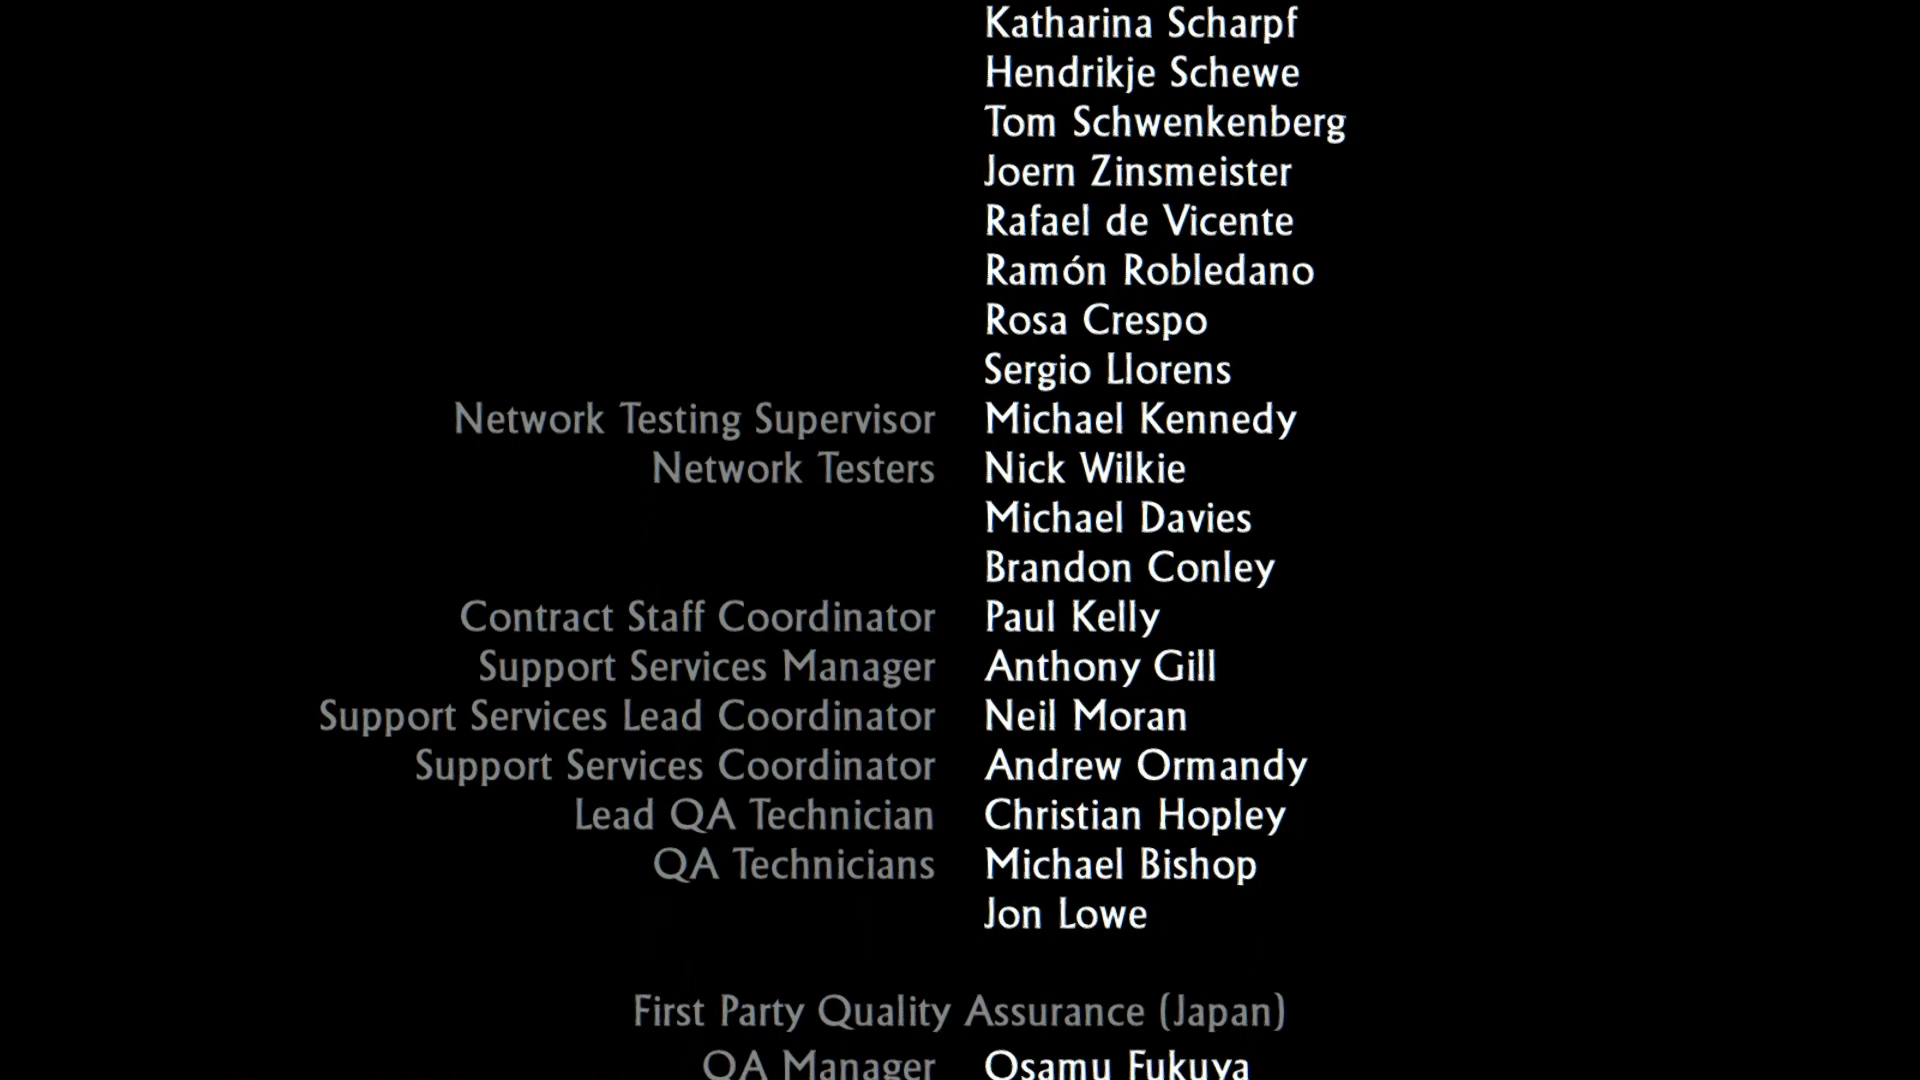 Katharina Scharpf
Hendrikje Schewe
Tom Schwenkenberg
Joern Zinsmeister
Rafael de Vicente
Ramón Robledano
Rosa Crespo
Sergio Llorens
Network Testing Supervisor Michael Kennedy
Network Testers Nick Wilkie
Michael Davies
Brandon Conley
Contract Staff Coordinator Paul Kelly
Support Services Manager Anthony Gill
Support Services Lead Coordinator Neil Moran
Support Services Coordinator Andrew Ormandy
Lead QA Technician Christian Hopley
QA Technicians Michael Bishop
Jon Lowe
First Party Quality Assurance (Japan)
QA Manager Osamu Fukuya